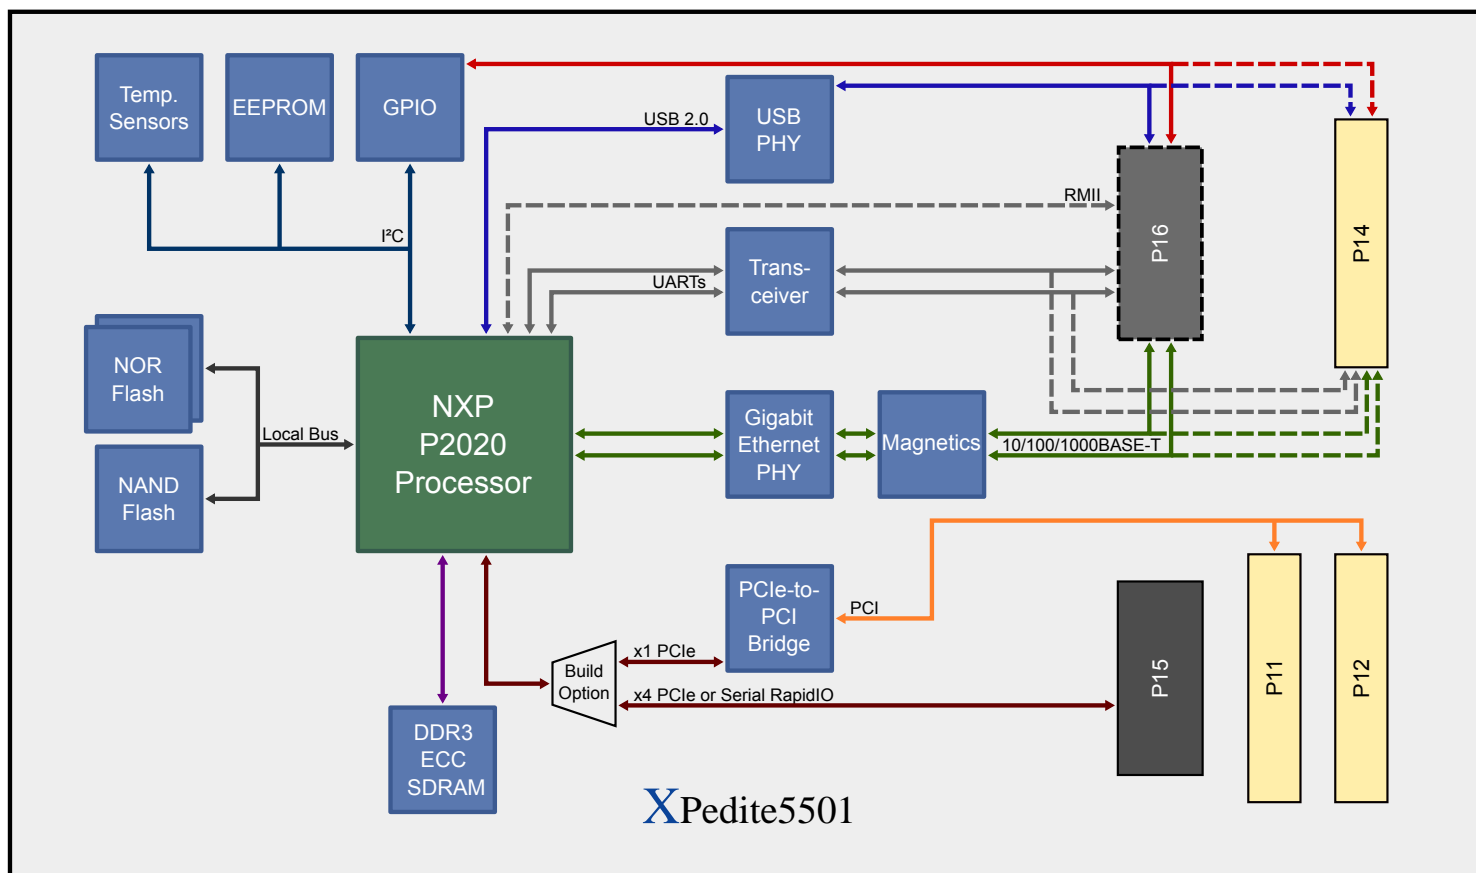 Temp.
Sensors
EEPROM
GPIO
USB 2.0
USB
PHY
RMII
I²C
UARTs
Trans-
ceiver
P16
P14
NOR
Flash
Local Bus
NAND
Flash
NXP
P2020
Processor
Gigabit
Ethernet
PHY
Magnetics
10/100/1000BASE-T
PCIe-to-
PCI
Bridge
PCI
Build
Option
x1 PCIe
x4 PCIe or Serial RapidIO
P15
P11
P12
DDR3
ECC
SDRAM
XPedite5501